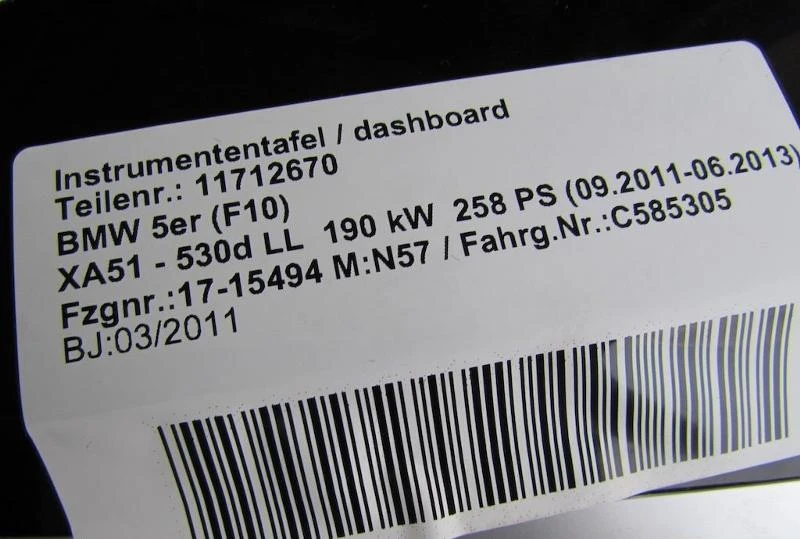 Instrumententafel / dashboard
Teilenr.: 11712670
BMW 5er (F10)
XA51 - 530d LL 190 kW 258 PS (09.2011-06.2013)
Fzgnr.:17-15494 M:N57 / Fahrg.Nr.:C585305
BJ:03/2011